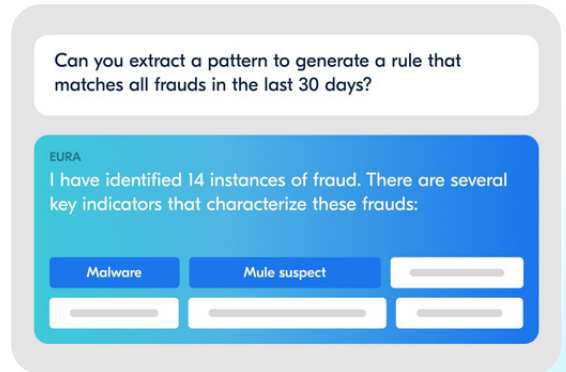 Can you extract a pattern to generate a rule that
matches all frauds in the last 30 days?
EURA
I have identified 14 instances of fraud. There are several
key indicators that characterize these frauds:
Malware
Mule suspect